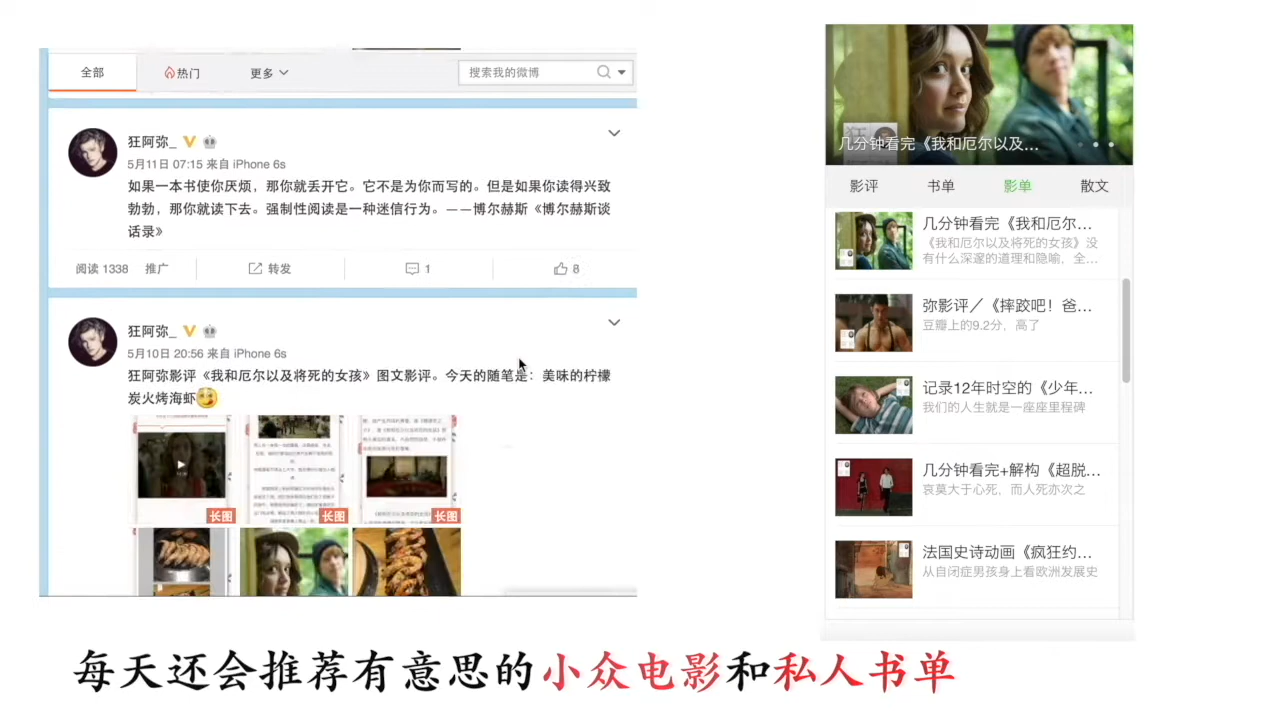 全部
热门
更多
搜索我的微博
狂阿弥_
5月11日 07:15 来自 iPhone 6s
如果一本书使你厌烦，那你就丢开它。它不是为你而写的。但是如果你读得兴致
勃勃，那你就读下去。强制性阅读是一种迷信行为。——博尔赫斯《博尔赫斯谈
话录》
阅读 1338 推广
转发
1
8
狂阿弥_
5月10日 20:56 来自 iPhone 6s
狂阿弥影评《我和厄尔以及将死的女孩》图文影评。今天的随笔是：美味的柠檬
炭火烤海虾
长图
长图
长图
几分钟看完《我和厄尔以及...
影评
书单
影单
散文
几分钟看完《我和厄尔...
《我和厄尔以及将死的女孩》没
有什么深邃的道理和隐喻，全...
弥影评／《摔跤吧！爸...
豆瓣上的9.2分，高了
记录12年时空的《少年...
我们的人生就是一座座里程碑
几分钟看完+解构《超脱...
哀莫大于心死，而人死亦次之
法国史诗动画《疯狂约...
从自闭症男孩身上看欧洲发展史
每天还会推荐有意思的小众电影和私人书单